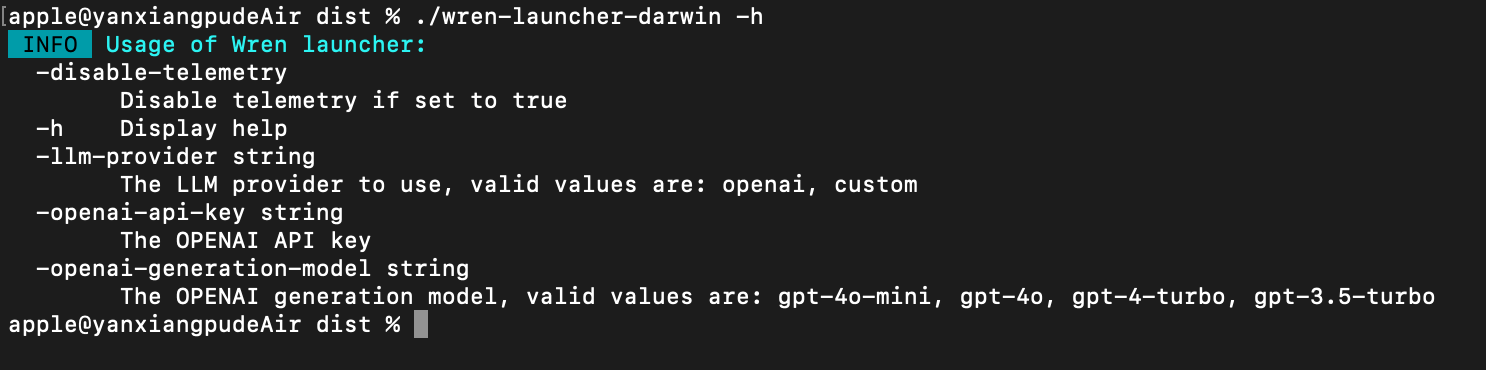 [apple@yanxiangpudeAir dist % ./wren-launcher-darwin -h
 INFO  Usage of Wren launcher:
  -disable-telemetry
        Disable telemetry if set to true
  -h    Display help
  -llm-provider string
        The LLM provider to use, valid values are: openai, custom
  -openai-api-key string
        The OPENAI API key
  -openai-generation-model string
        The OPENAI generation model, valid values are: gpt-4o-mini, gpt-4o, gpt-4-turbo, gpt-3.5-turbo
apple@yanxiangpudeAir dist %